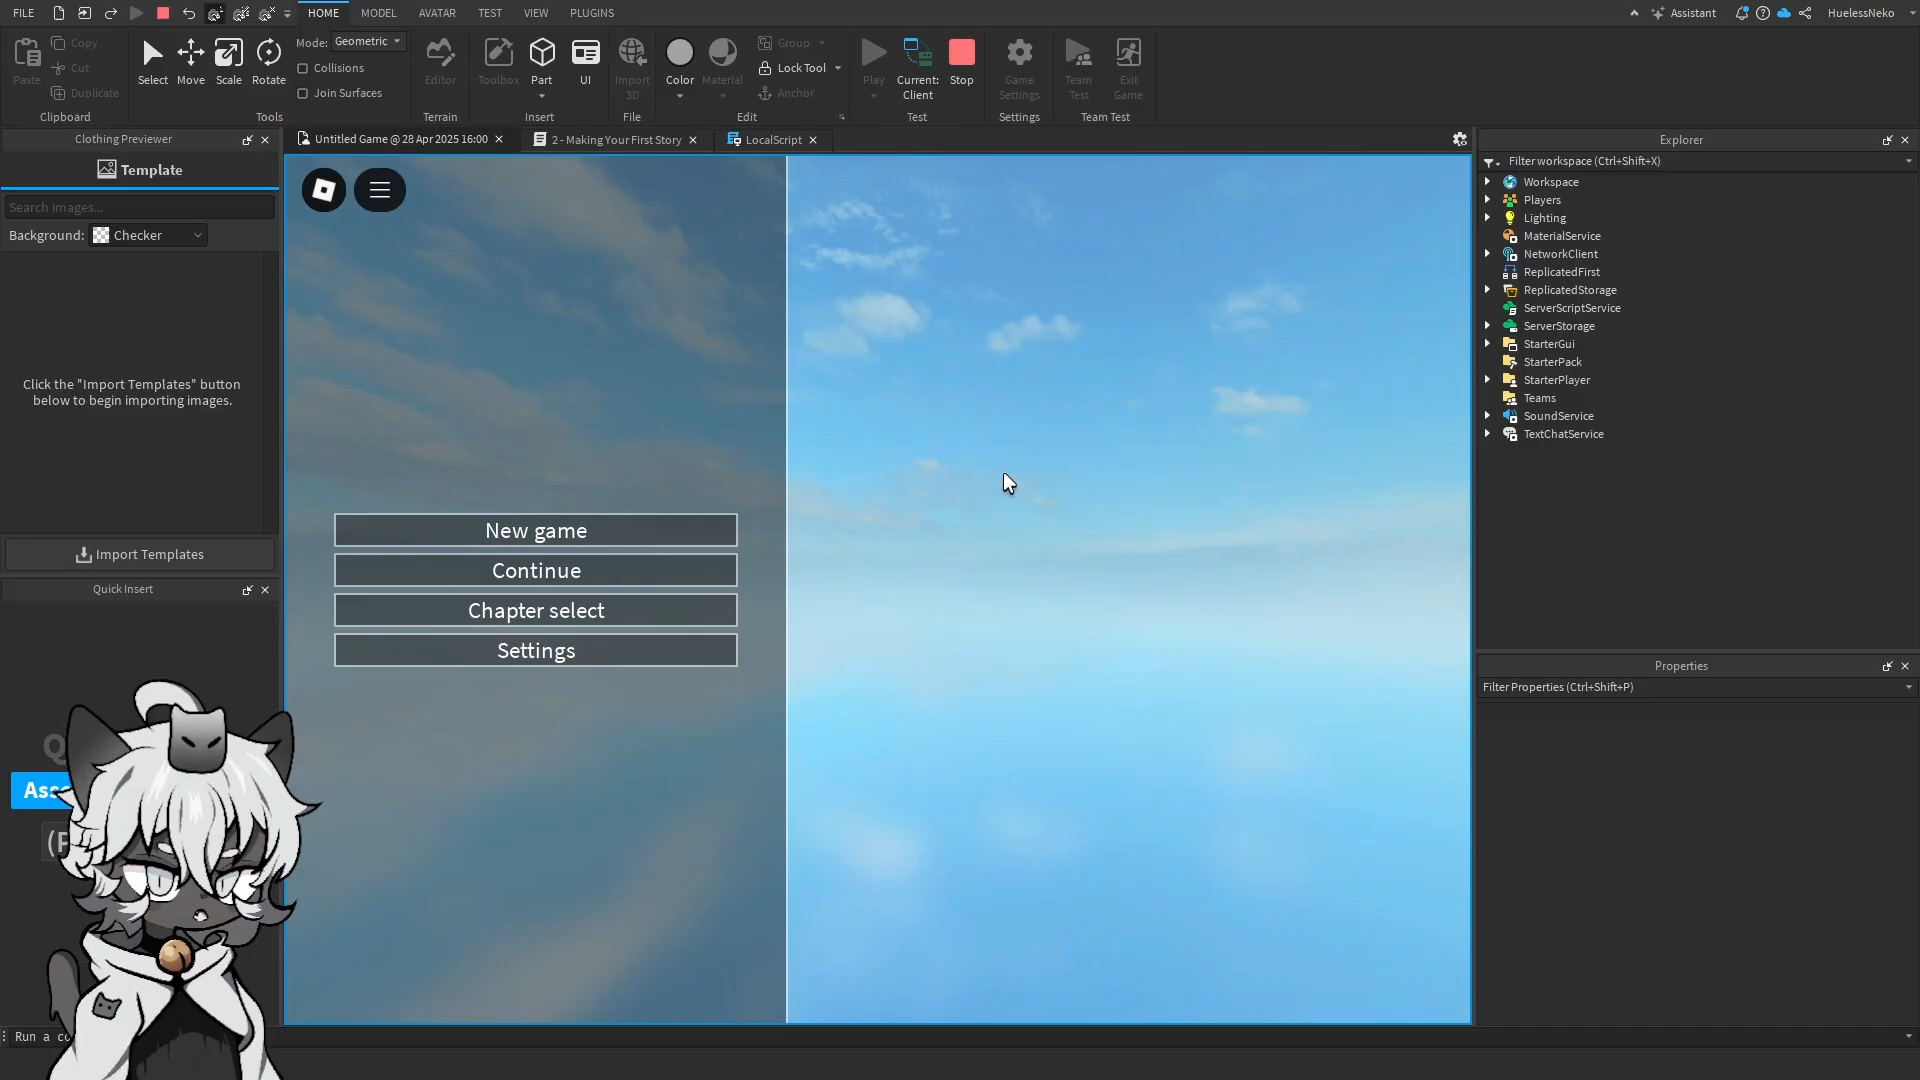 FILE
HOME
MODEL
AVATAR
TEST
VIEW
PLUGINS
Assistant
HuelessNeko
Paste
Copy
Cut
Duplicate
Clipboard
Select
Move
Scale
Rotate
Mode: Geometric
Collisions
Join Surfaces
Tools
Editor
Terrain
Toolbox
Part
UI
Insert
Import
3D
File
Color
Material
Group
Lock Tool
Anchor
Edit
Play
Current:
Client
Stop
Test
Game
Settings
Settings
Team
Test
Exit
Game
Team Test
Clothing Previewer
Template
Search images...
Background: Checker
Click the "Import Templates" button
below to begin importing images.
Import Templates
Quick Insert
Untitled Game @ 28 Apr 2025 16:00
2 - Making Your First Story
LocalScript
New game
Continue
Chapter select
Settings
Explorer
Filter workspace (Ctrl+Shift+X)
Workspace
Players
Lighting
MaterialService
NetworkClient
ReplicatedFirst
ReplicatedStorage
ServerScriptService
ServerStorage
StarterGui
StarterPack
StarterPlayer
Teams
SoundService
TextChatService
Properties
Filter Properties (Ctrl+Shift+P)
Run a